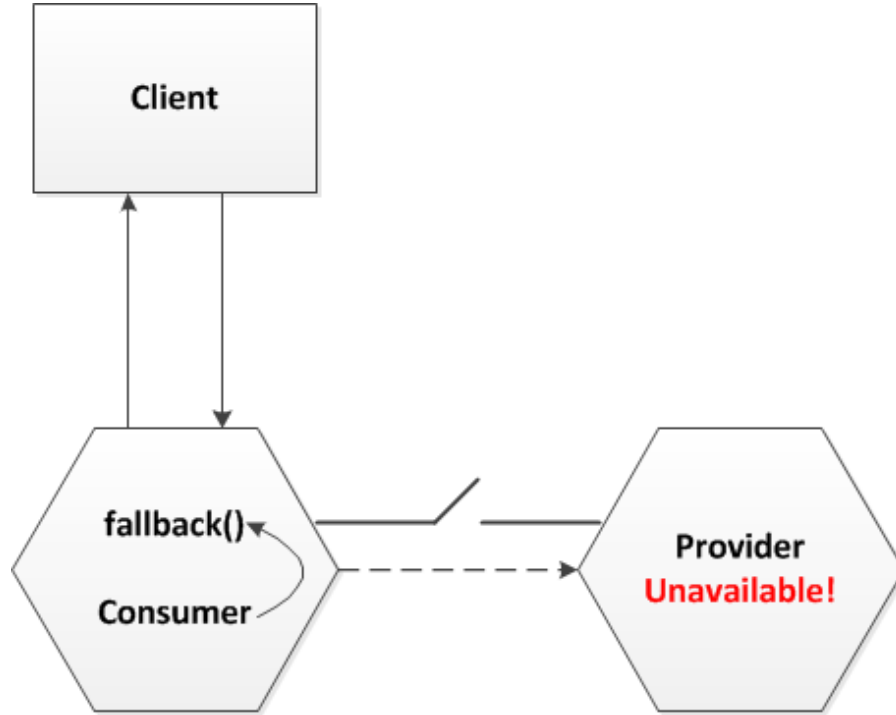 Client
fallback()
Consumer
Provider
Unavailable!